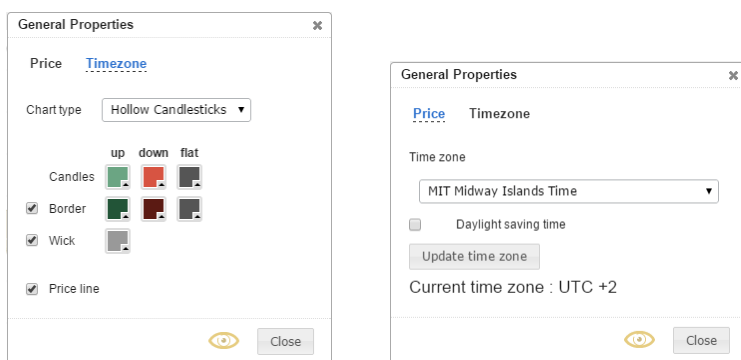 General Properties
Price Timezone
Chart type Hollow Candlesticks
up down flat
Candles
Border
Wick
Price line
Close
General Properties
Price Timezone
Time zone
MIT Midway Islands Time
Daylight saving time
Update time zone
Current time zone : UTC +2
Close